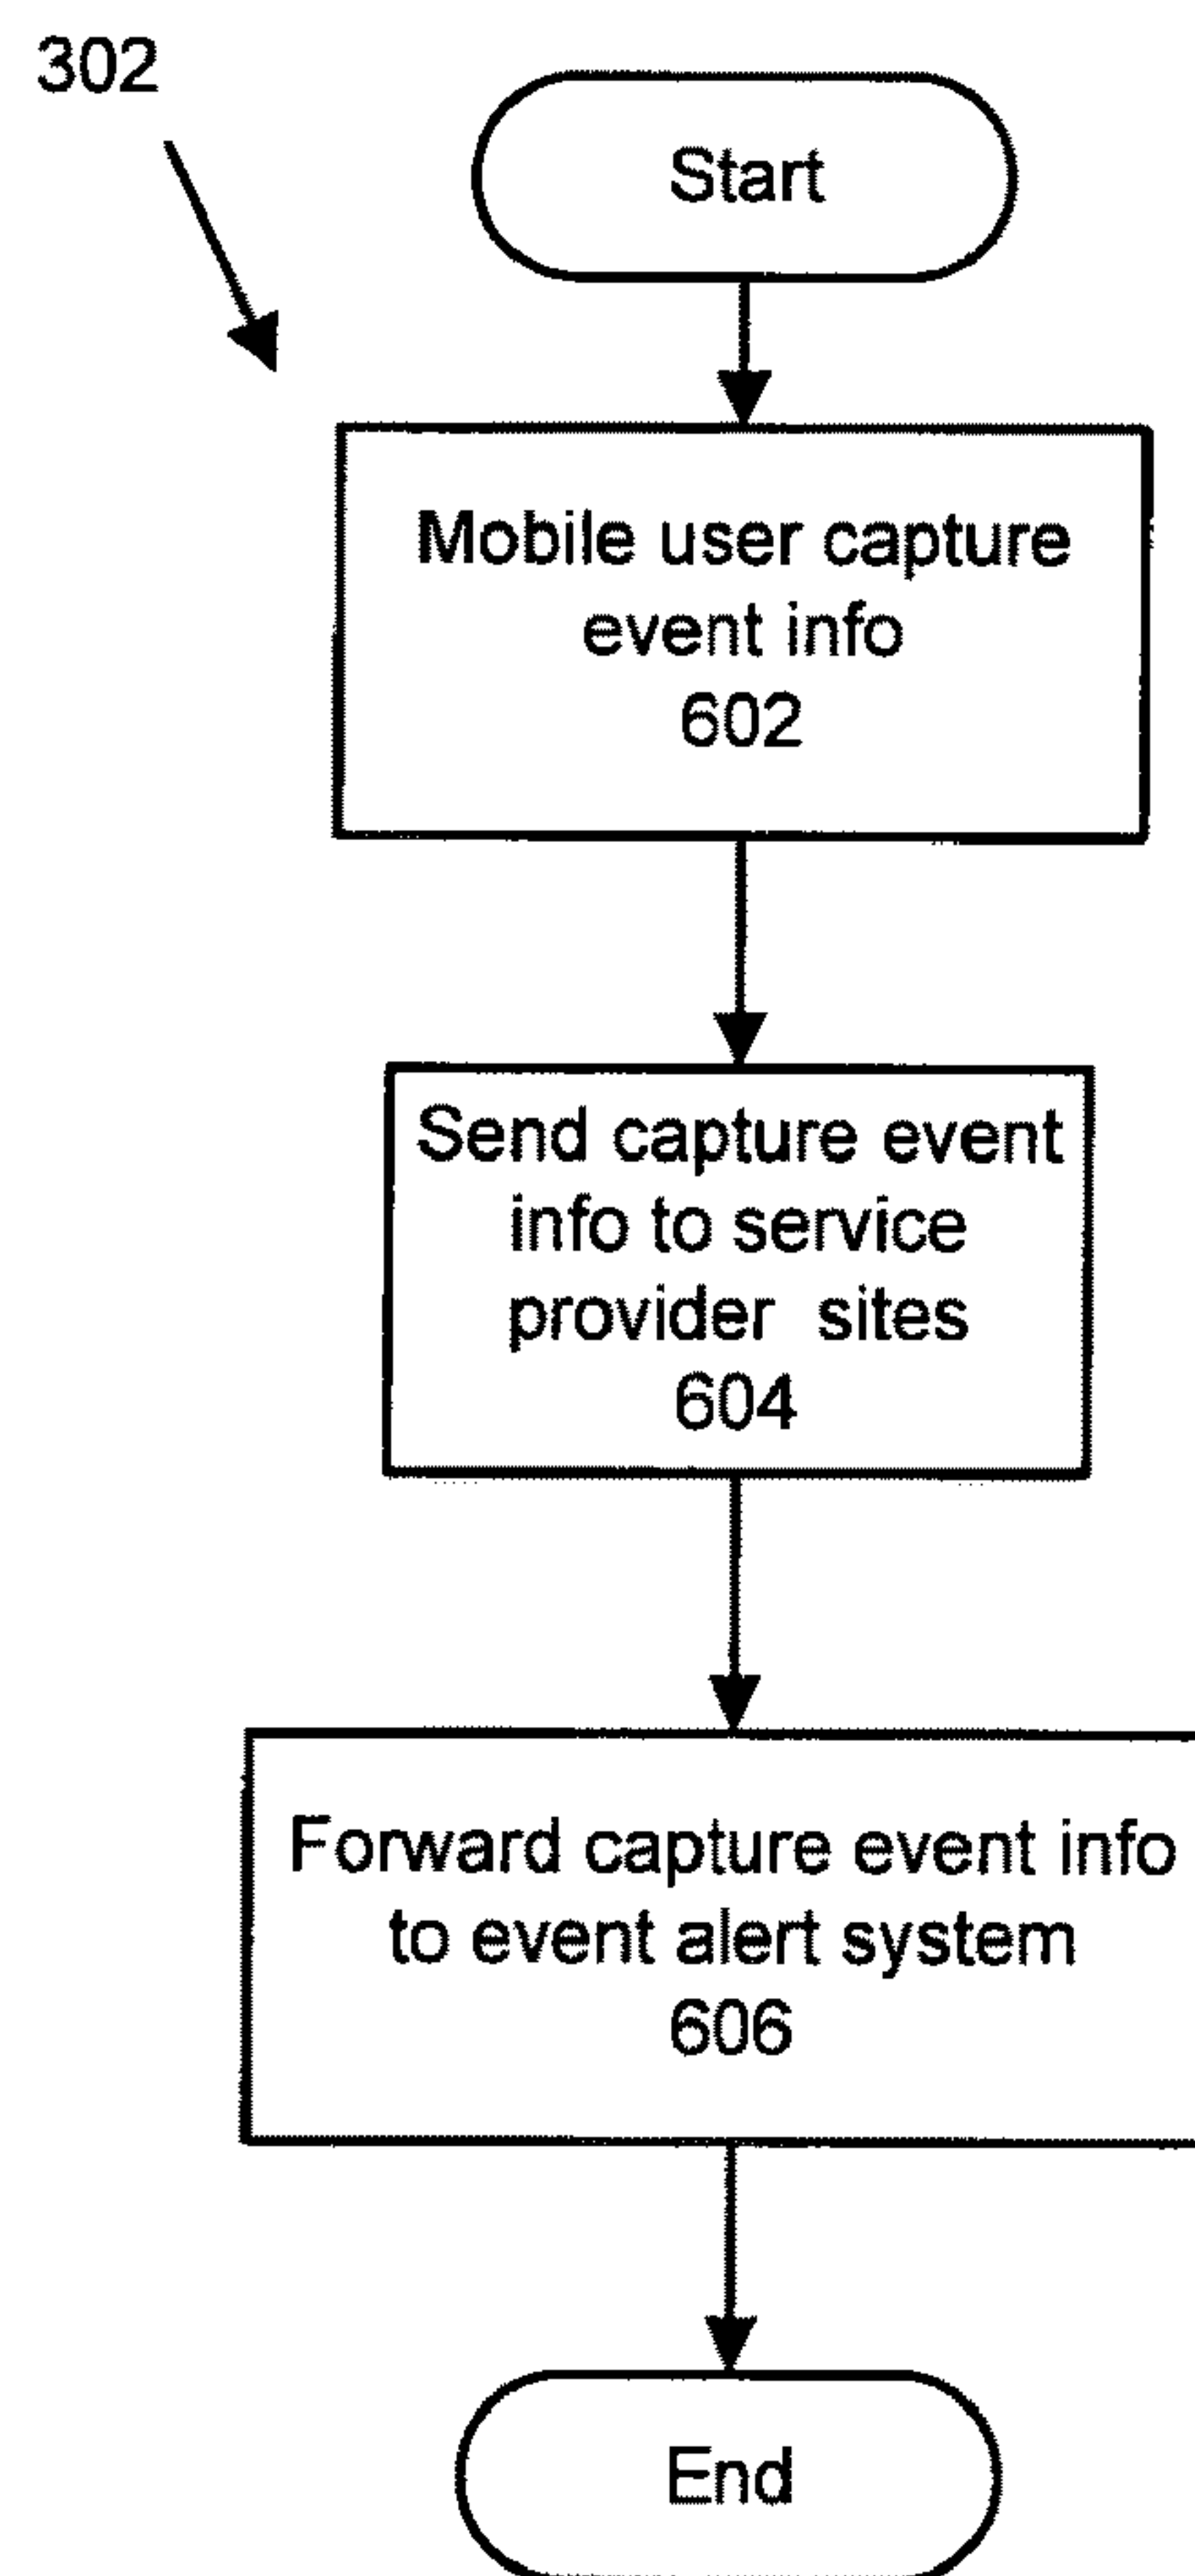 302
Start
Mobile user capture
event info
602
Send capture event
info to service
provider sites
604
Forward capture event info
to event alert system
606
End